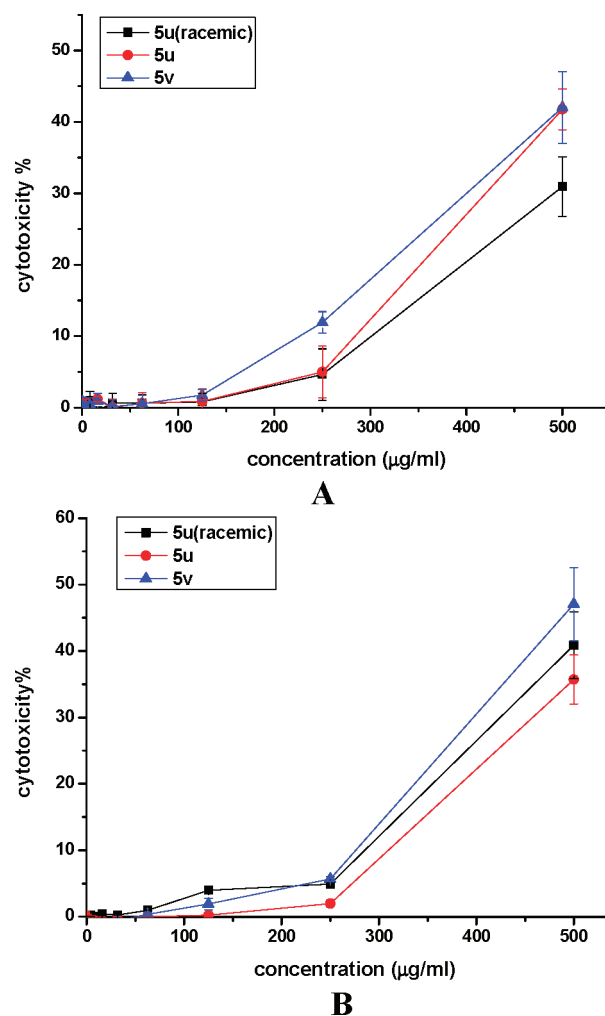 5u(racemic)
5u
5v
50
40
30
20
10
0
cytotoxicity %
0 100 200 300 400 500
concentration (µg/ml)
A
5u(racemic)
5u
5v
60
50
40
30
20
10
0
cytotoxicity%
0 100 200 300 400 500
concentration (µg/ml)
B